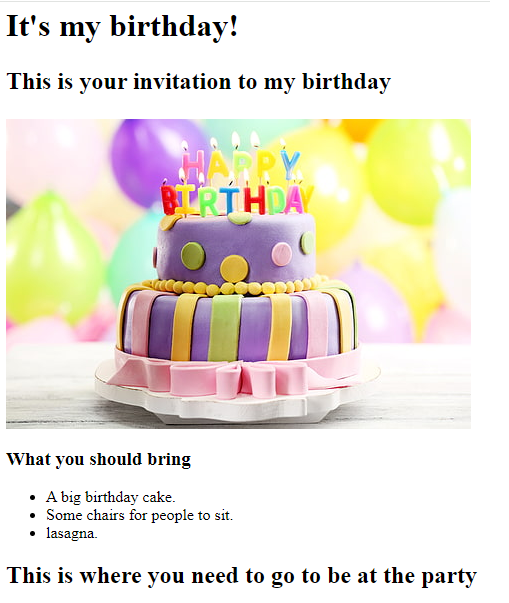 It's my birthday!
This is your invitation to my birthday
HAPPY
BIRTHDAY
What you should bring
A big birthday cake.
Some chairs for people to sit.
lasagna.
This is where you need to go to be at the party